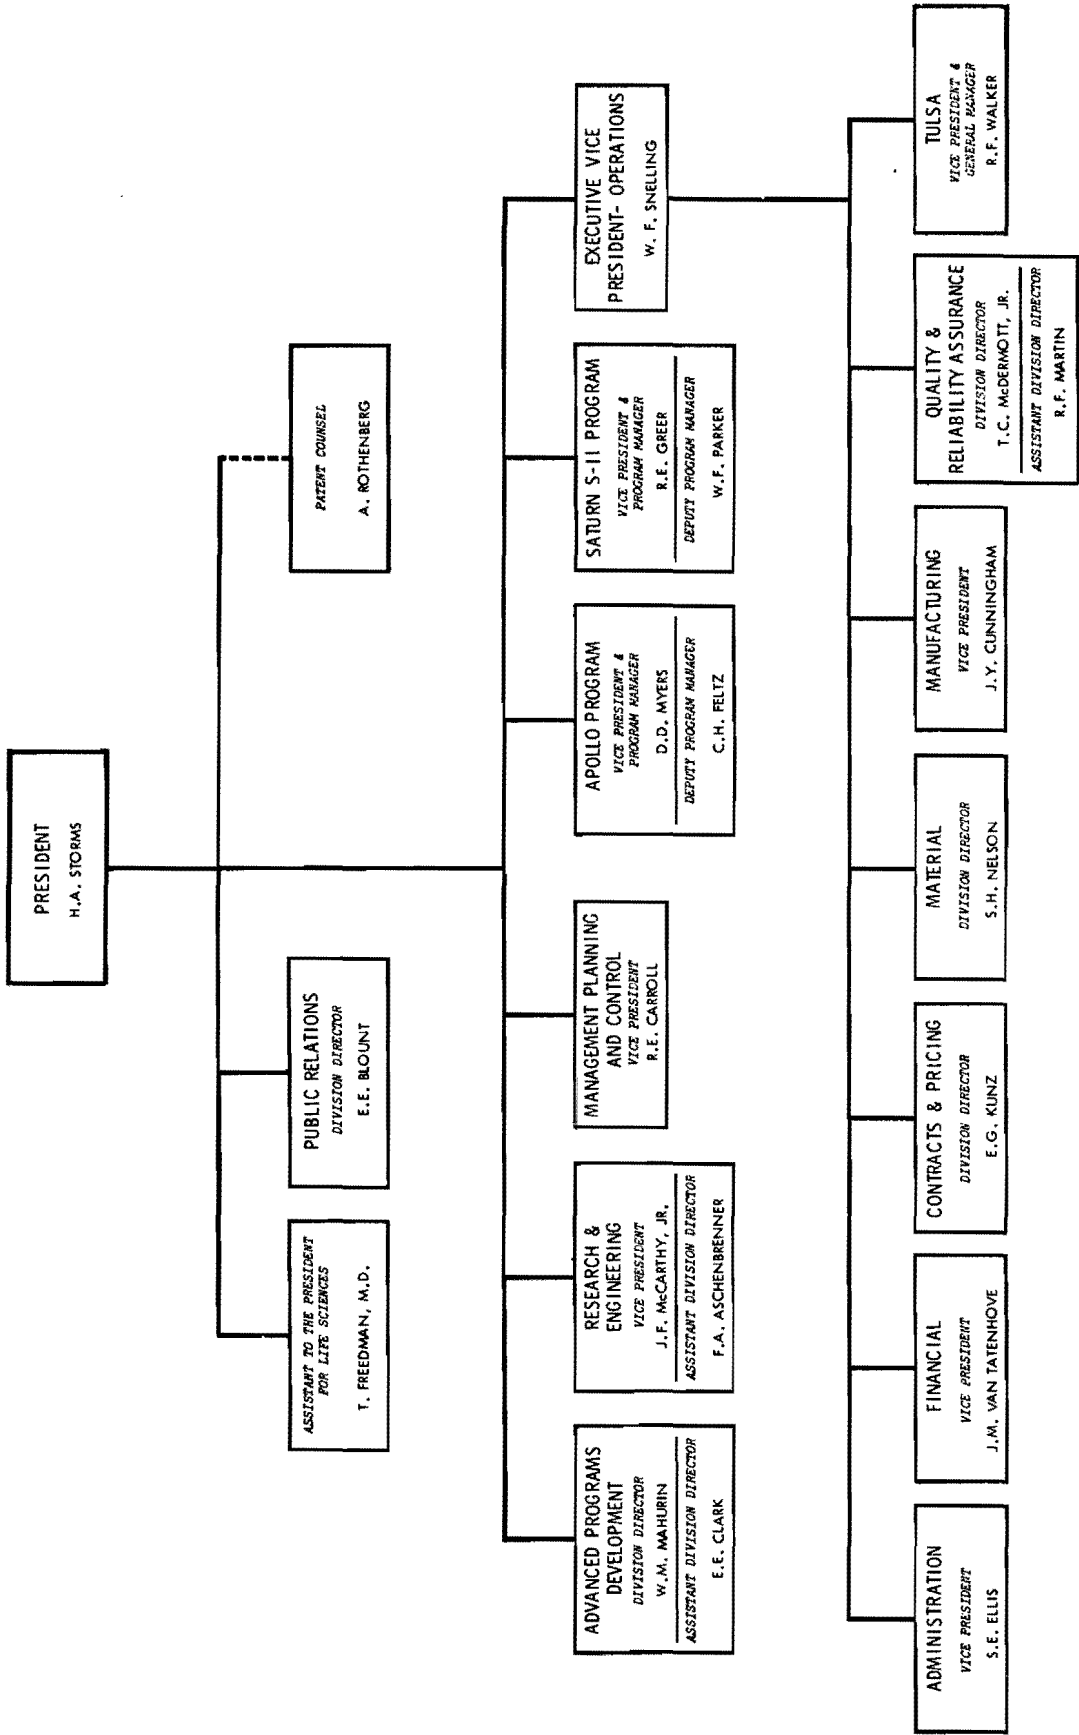 PRESIDENT
H.A. STORMS
ASSISTANT TO THE PRESIDENT
FOR LIFE SCIENCES
T. FREEDMAN, M.D.
PUBLIC RELATIONS
DIVISION DIRECTOR
E.E. BLOUNT
PATENT COUNSEL
A. ROTHENBERG
ADVANCED PROGRAMS
DEVELOPMENT
DIVISION DIRECTOR
W.M. MAHURIN
ASSISTANT DIVISION DIRECTOR
E.E. CLARK
RESEARCH &
ENGINEERING
VICE PRESIDENT
J.F. McCARTHY, JR.
ASSISTANT DIVISION DIRECTOR
F.A. ASCHENBRENNER
MANAGEMENT PLANNING
AND CONTROL
VICE PRESIDENT
R.E. CARROLL
APOLLO PROGRAM
VICE PRESIDENT &
PROGRAM MANAGER
D.D. MYERS
DEPUTY PROGRAM MANAGER
C.H. FELTZ
SATURN S-II PROGRAM
VICE PRESIDENT &
PROGRAM MANAGER
R.E. GREER
DEPUTY PROGRAM MANAGER
W.F. PARKER
EXECUTIVE VICE
PRESIDENT- OPERATIONS
W. F. SNELLING
ADMINISTRATION
VICE PRESIDENT
S.E. ELLIS
FINANCIAL
VICE PRESIDENT
J.M. VAN TATENHOVE
CONTRACTS & PRICING
DIVISION DIRECTOR
E.G. KUNZ
MATERIAL
DIVISION DIRECTOR
S.H. NELSON
MANUFACTURING
VICE PRESIDENT
J.Y. CUNNINGHAM
QUALITY &
RELIABILITY ASSURANCE
DIVISION DIRECTOR
T.C. McDERMOTT, JR.
ASSISTANT DIVISION DIRECTOR
R.F. MARTIN
TULSA
VICE PRESIDENT &
GENERAL MANAGER
R.F. WALKER